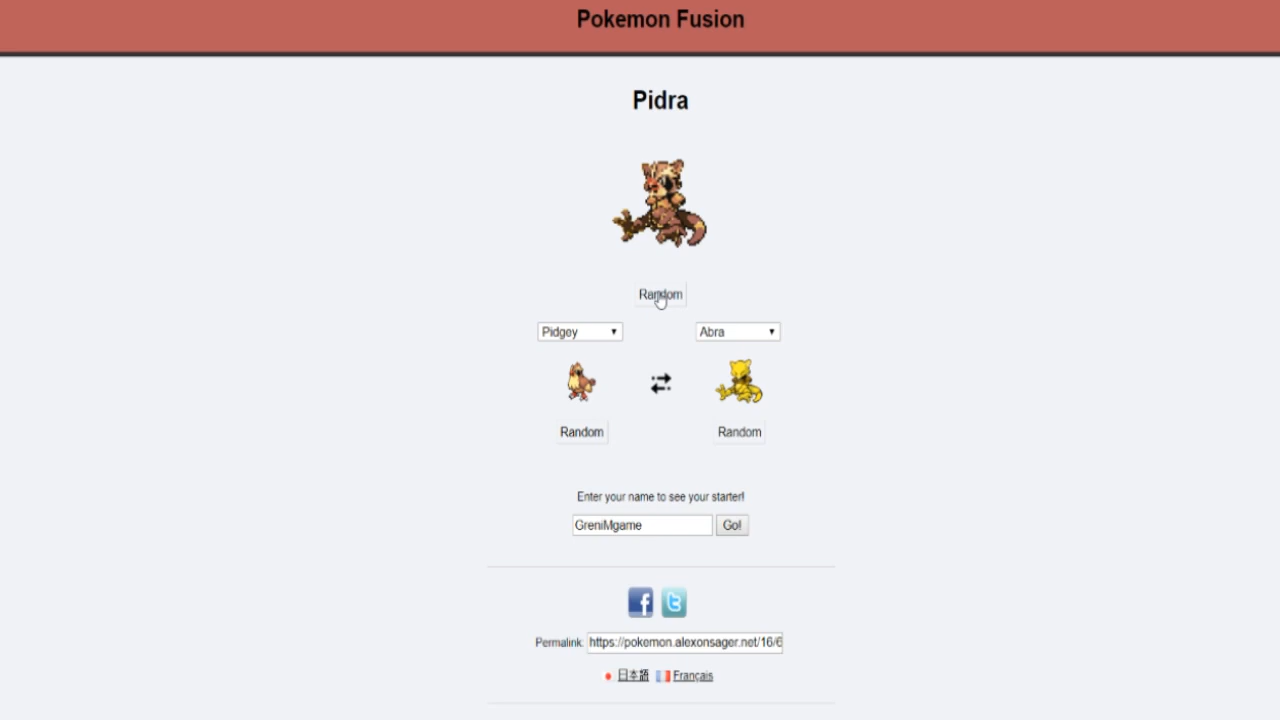 Pokemon Fusion
Pidra
Random
Pidgey
Abra
Random
Random
Enter your name to see your starter!
GreniMgame
Go!
Permalink: https://pokemon.alexonsager.net/16/6
日本語 Français